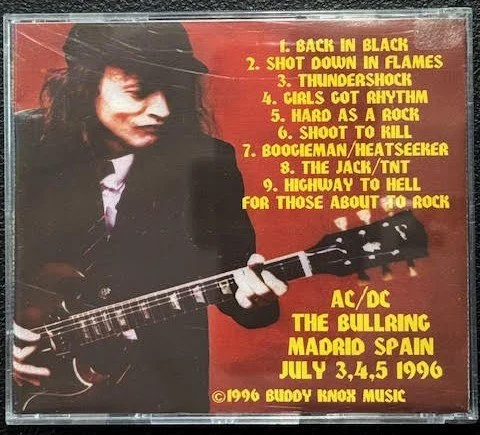 1. BACK IN BLACK
2. SHOT DOWN IN FLAMES
3. THUNDERSHOCK
4. GIRLS GOT RHYTHM
5. HARD AS A ROCK
6. SHOOT TO KILL
7. BOOGIEMAN/HEATSEEKER
8. THE JACK/TNT
9. HIGHWAY TO HELL
FOR THOSE ABOUT TO ROCK
AC/DC
THE BULLRING
MADRID SPAIN
JULY 3,4,5 1996
©1996 BUDDY KNOX MUSIC